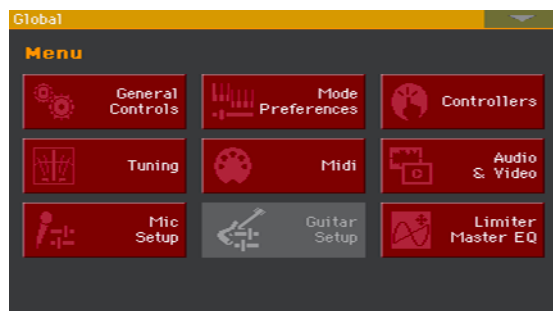 Global
Menu
General
Controls
Mode
Preferences
Controllers
Tuning
Midi
Audio
& Video
Mic
Setup
Guitar
Setup
Limiter
Master EQ